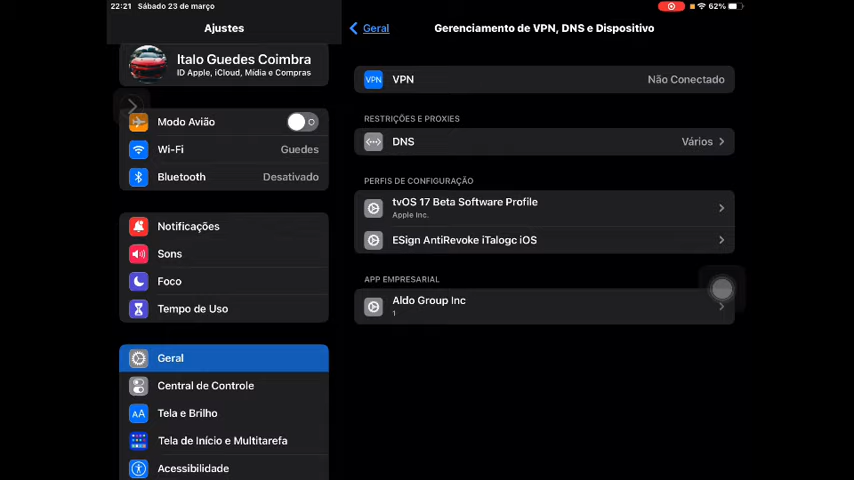 22:21 Sábado 23 de março
62%
Ajustes
Italo Guedes Coimbra
ID Apple, iCloud, Mídia e Compras
Modo Avião
Wi-Fi
Guedes
Bluetooth
Desativado
Notificações
Sons
Foco
Tempo de Uso
Geral
Central de Controle
AA Tela e Brilho
Tela de Início e Multitarefa
Acessibilidade
Geral
Gerenciamento de VPN, DNS e Dispositivo
VPN VPN
Não Conectado
RESTRIÇÕES E PROXIES
DNS
Vários
PERFIS DE CONFIGURAÇÃO
tvOS 17 Beta Software Profile
Apple Inc.
ESign AntiRevoke iTalogc iOS
APP EMPRESARIAL
Aldo Group Inc
1